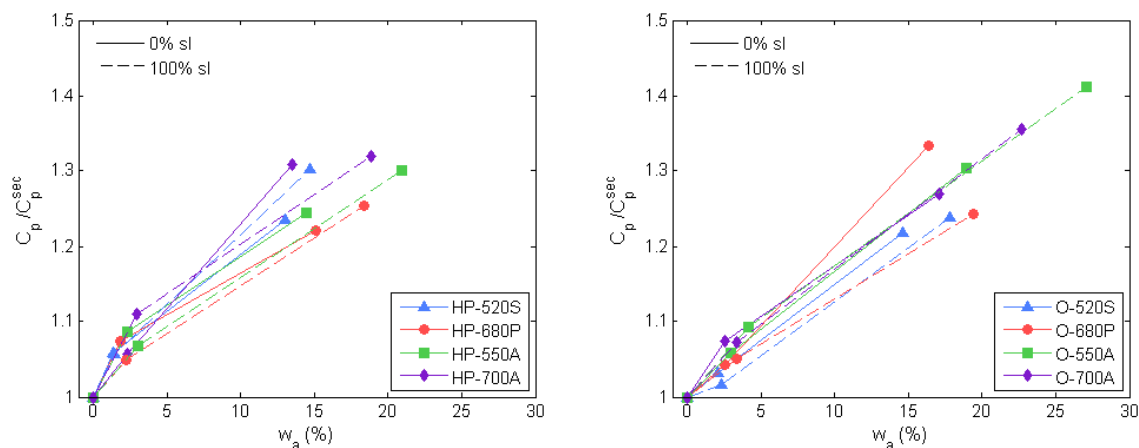 1.5
1.4
1.3
1.2
1.1
1
0 5 10 15 20 25 30
C_p/C_p^sec
w_a (%)
0% sl
100% sl
HP-520S
HP-680P
HP-550A
HP-700A
1.5
1.4
1.3
1.2
1.1
1
0 5 10 15 20 25 30
C_p/C_p^sec
w_a (%)
0% sl
100% sl
O-520S
O-680P
O-550A
O-700A